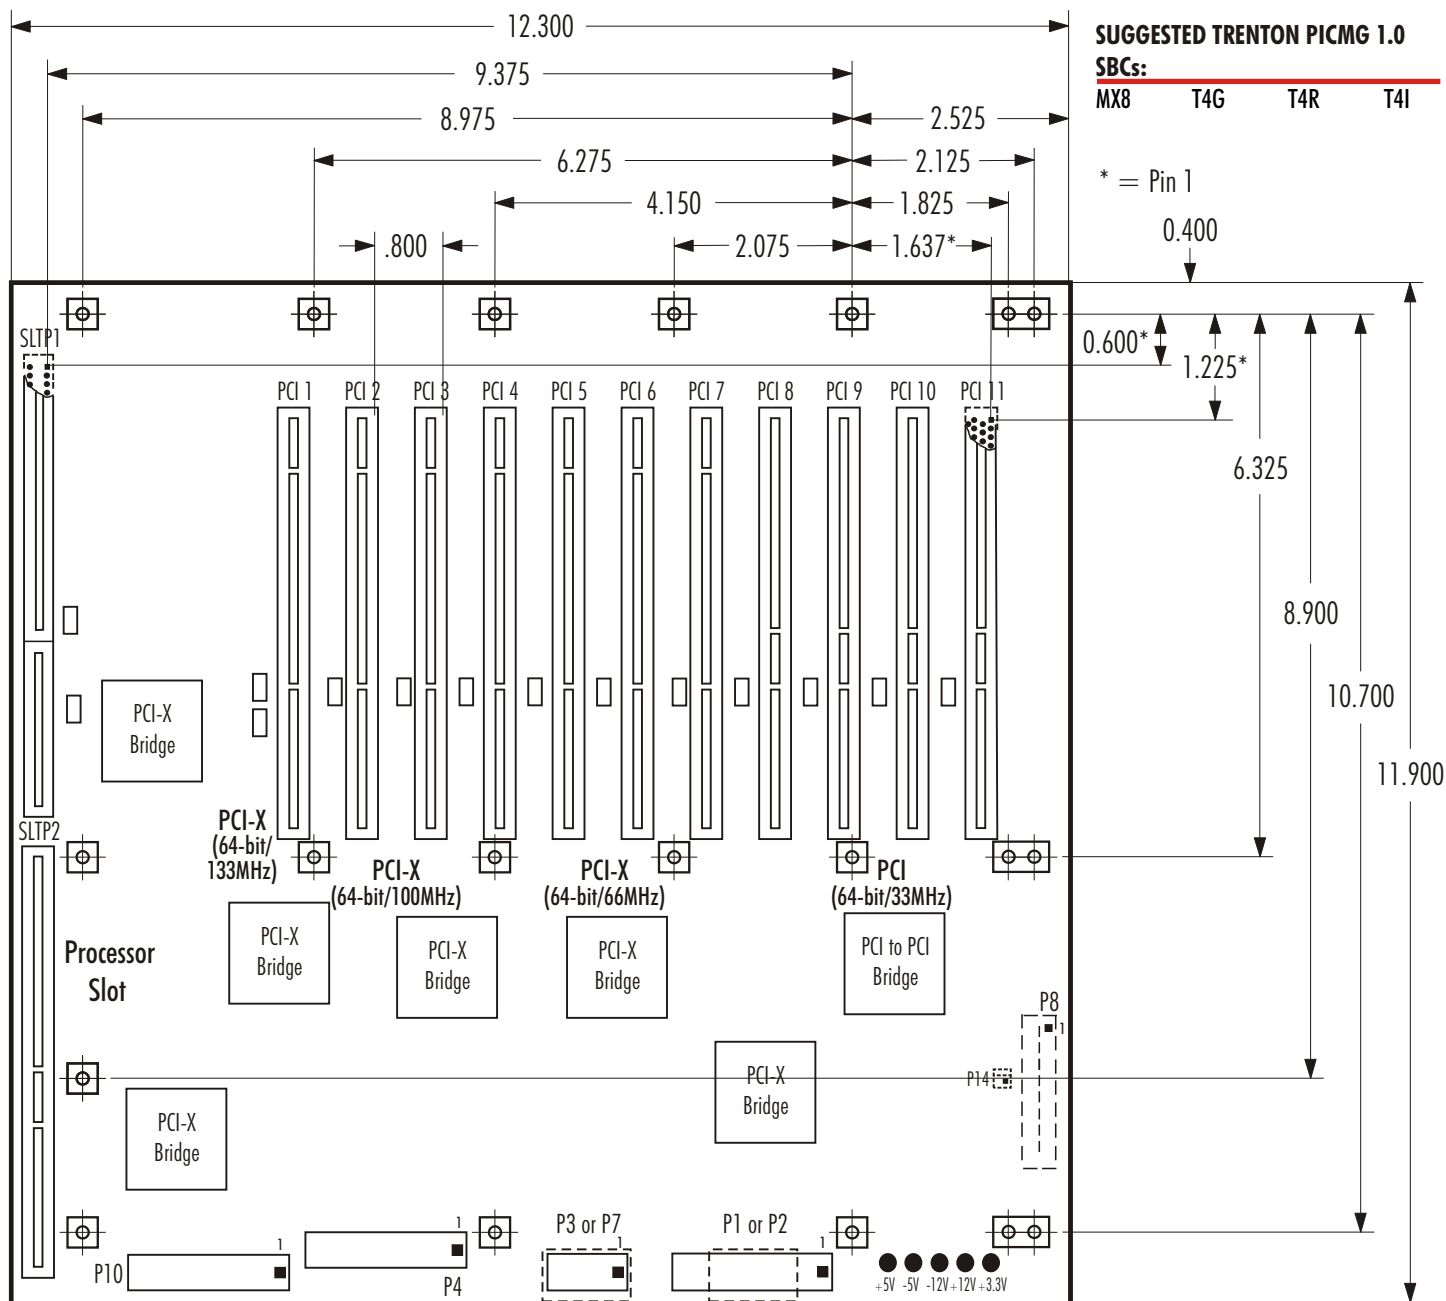 12.300
SUGGESTED TRENTON PICMG 1.0
SBCs:
MX8 T4G T4R T4I
9.375
8.975 2.525
6.275 2.125
* = Pin 1
4.150 1.825
0.400
.800 2.075 1.637*
SLTP1
0.600*
1.225*
PCI 1 PCI 2 PCI 3 PCI 4 PCI 5 PCI 6 PCI 7 PCI 8 PCI 9 PCI 10 PCI 11
6.325
8.900
10.700
PCI-X
Bridge
11.900
SLTP2
PCI-X
(64-bit/
133MHz)
PCI-X
(64-bit/100MHz)
PCI-X
(64-bit/66MHz)
PCI
(64-bit/33MHz)
Processor
Slot
PCI-X
Bridge
PCI-X
Bridge
PCI-X
Bridge
PCI to PCI
Bridge
P8
1
PCI-X
Bridge
P14
PCI-X
Bridge
P10
1
1
P4
P3 or P7
1
P1 or P2
1
+5V -5V -12V +12V +3.3V